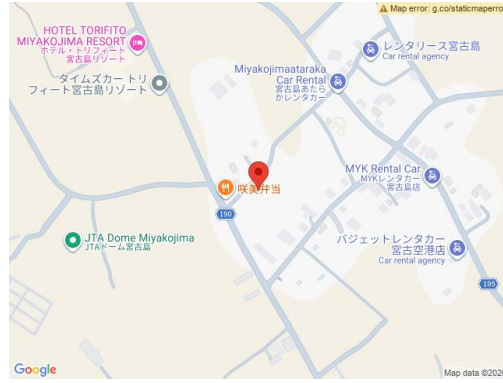 Map error: g.co/staticmaperro
HOTEL TORIFITO
MIYAKOJIMA RESORT
ホテル・トリフィート
宮古島リゾート
レンタリース宮古島
Car rental agency
タイムズカー トリ
フィート宮古島リゾート
Miyakojimaataraka
Car Rental
宮古島あたら
かレンタカー
MYK Rental Car
MYKレンタカー
宮古島店
咲美弁当
190
JTA Dome Miyakojima
JTAドーム宮古島
バジェットレンタカー
宮古空港店
Car rental agency
195
Google
Map data ©202